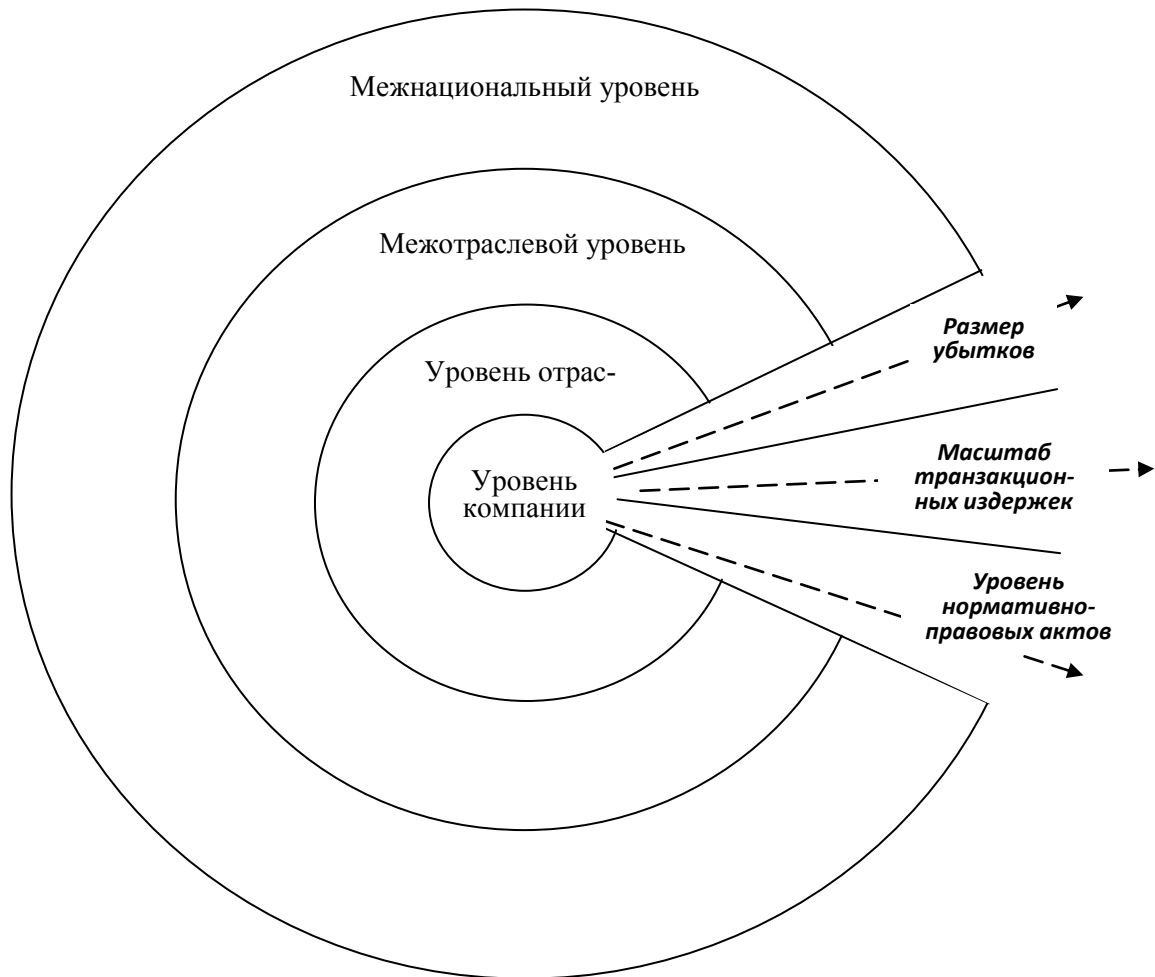 Межнациональный уровень
Межотраслевой уровень
Уровень отрас-
Уровень
компании
Размер
убытков
Масштаб
транзакцион-
ных издержек
Уровень
нормативно-
правовых актов